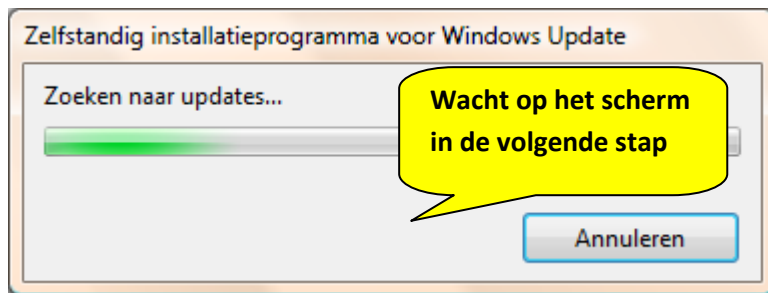 Zelfstandig installatieprogramma voor Windows Update
Zoeken naar updates...
Wacht op het scherm
in de volgende stap
Annuleren